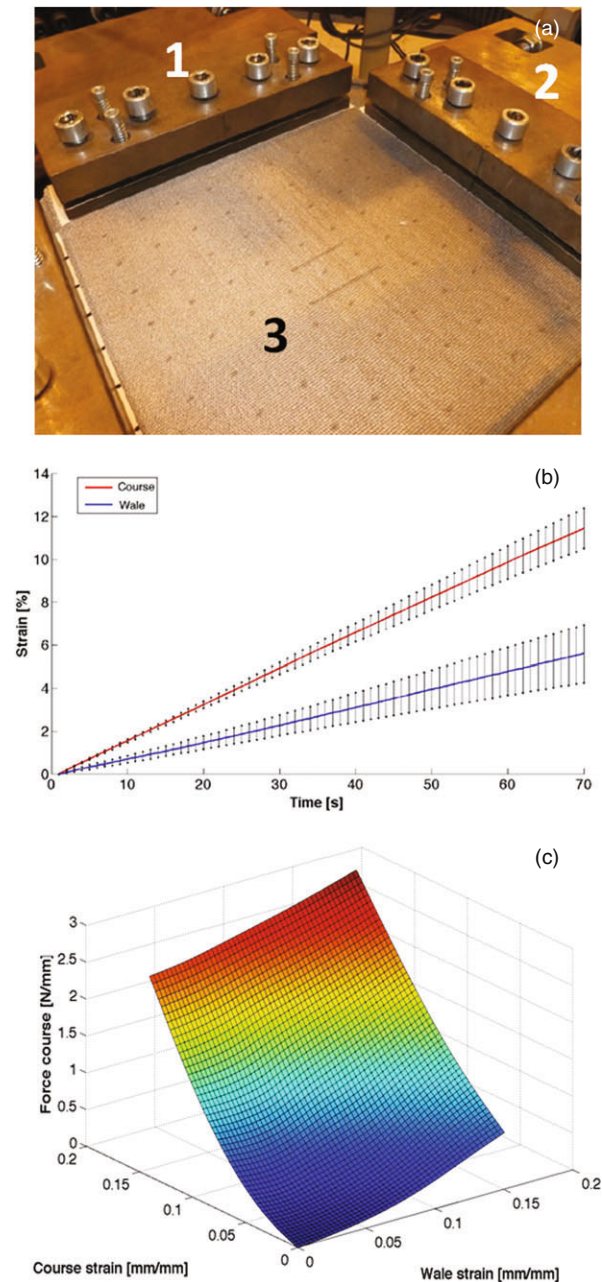 (a)
1
2
3
(b)
14
12
10
8
6
4
2
0
Course
Wale
Strain [%]
0 10 20 30 40 50 60 70
Time [s]
(c)
3
2.5
2
1.5
1
0.5
0
Force course [N/mm]
0.2
0.15
0.1
0.05
0
Course strain [mm/mm]
0
0.05
0.1
0.15
0.2
Wale strain [mm/mm]